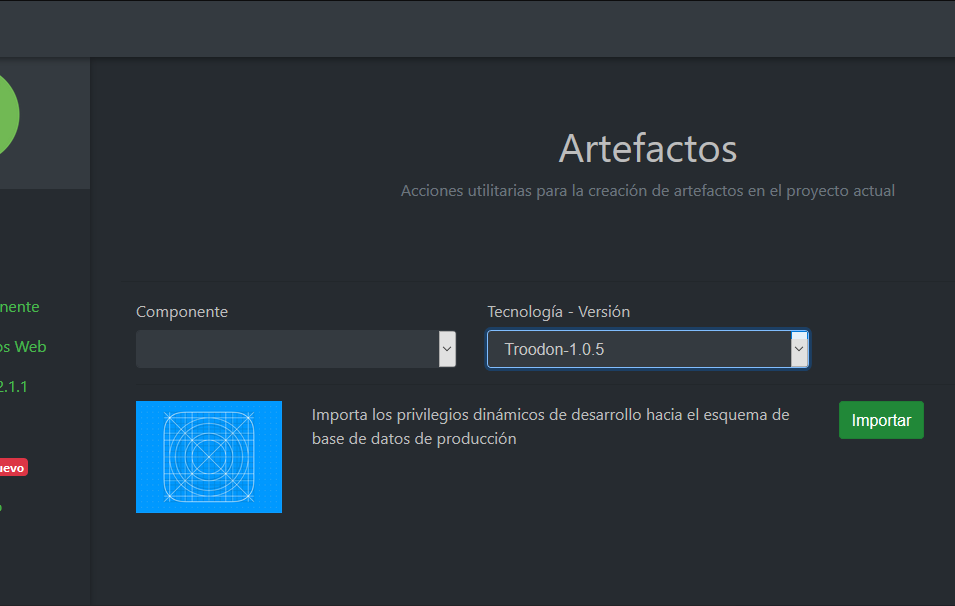 Artefactos
Acciones utilitarias para la creación de artefactos en el proyecto actual
nente
os Web
2.1.1
uevo
Componente
Tecnología - Versión
Troodon-1.0.5
Importa los privilegios dinámicos de desarrollo hacia el esquema de
base de datos de producción
Importar